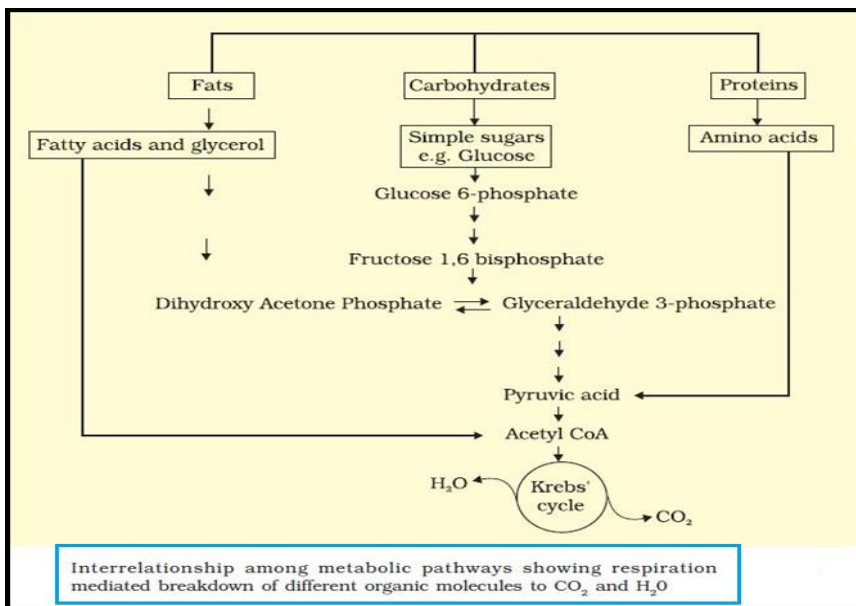 Fats
Carbohydrates
Proteins
Fatty acids and glycerol
Simple sugars
e.g. Glucose
Amino acids
Glucose 6-phosphate
Fructose 1,6 bisphosphate
Dihydroxy Acetone Phosphate
Glyceraldehyde 3-phosphate
Pyruvic acid
Acetyl CoA
H₂O
Krebs'
cycle
CO₂
Interrelationship among metabolic pathways showing respiration
mediated breakdown of different organic molecules to CO₂ and H₂0